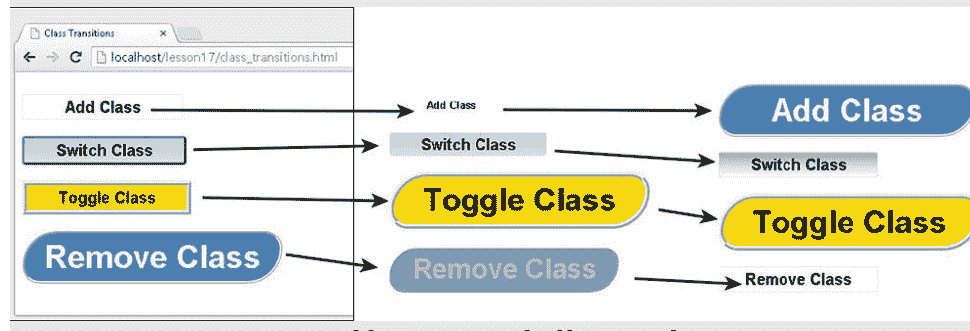 Class Transitions
localhost/lesson17/class_transitions.html
Add Class
Add Class
Add Class
Switch Class
Switch Class
Switch Class
Toggle Class
Toggle Class
Toggle Class
Remove Class
Remove Class
Remove Class